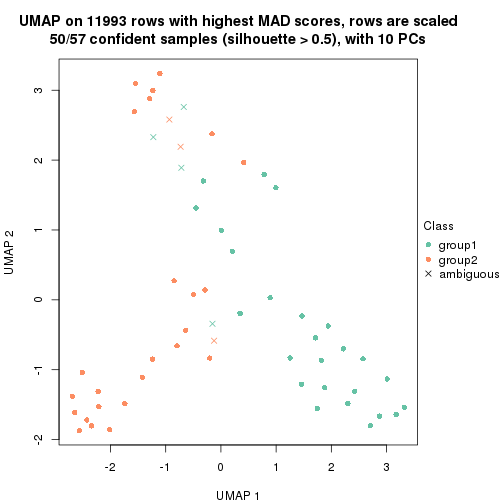 UMAP on 11993 rows with highest MAD scores, rows are scaled
50/57 confident samples (silhouette > 0.5), with 10 PCs
3
2
1
0
-1
-2
UMAP 2
-2
-1
0
1
2
3
UMAP 1
Class
group1
group2
ambiguous